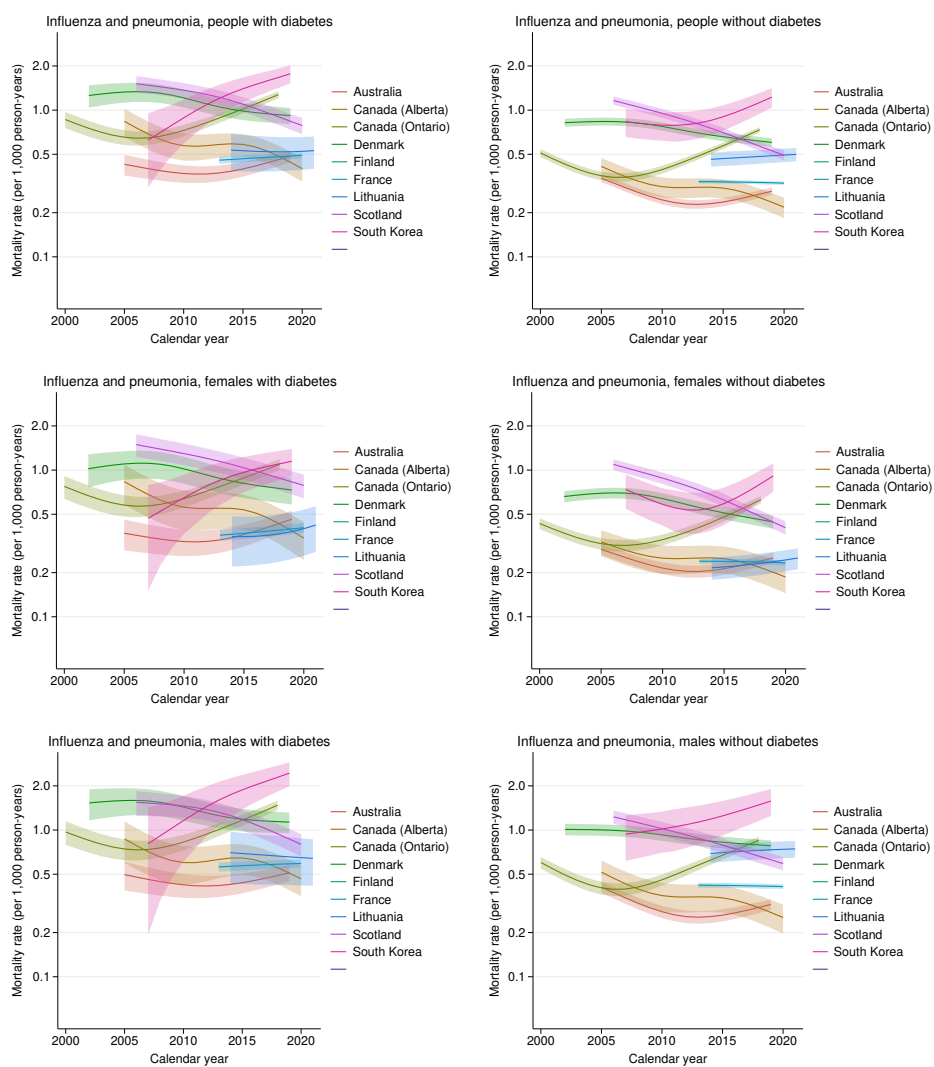 Influenza and pneumonia, people with diabetes
Mortality rate (per 1,000 person-years)
2.0
1.0
0.5
0.2
0.1
2000 2005 2010 2015 2020
Calendar year
Australia
Canada (Alberta)
Canada (Ontario)
Denmark
Finland
France
Lithuania
Scotland
South Korea
Influenza and pneumonia, people without diabetes
Mortality rate (per 1,000 person-years)
2.0
1.0
0.5
0.2
0.1
2000 2005 2010 2015 2020
Calendar year
Australia
Canada (Alberta)
Canada (Ontario)
Denmark
Finland
France
Lithuania
Scotland
South Korea
Influenza and pneumonia, females with diabetes
Mortality rate (per 1,000 person-years)
2.0
1.0
0.5
0.2
0.1
2000 2005 2010 2015 2020
Calendar year
Australia
Canada (Alberta)
Canada (Ontario)
Denmark
Finland
France
Lithuania
Scotland
South Korea
Influenza and pneumonia, females without diabetes
Mortality rate (per 1,000 person-years)
2.0
1.0
0.5
0.2
0.1
2000 2005 2010 2015 2020
Calendar year
Australia
Canada (Alberta)
Canada (Ontario)
Denmark
Finland
France
Lithuania
Scotland
South Korea
Influenza and pneumonia, males with diabetes
Mortality rate (per 1,000 person-years)
2.0
1.0
0.5
0.2
0.1
2000 2005 2010 2015 2020
Calendar year
Australia
Canada (Alberta)
Canada (Ontario)
Denmark
Finland
France
Lithuania
Scotland
South Korea
Influenza and pneumonia, males without diabetes
Mortality rate (per 1,000 person-years)
2.0
1.0
0.5
0.2
0.1
2000 2005 2010 2015 2020
Calendar year
Australia
Canada (Alberta)
Canada (Ontario)
Denmark
Finland
France
Lithuania
Scotland
South Korea